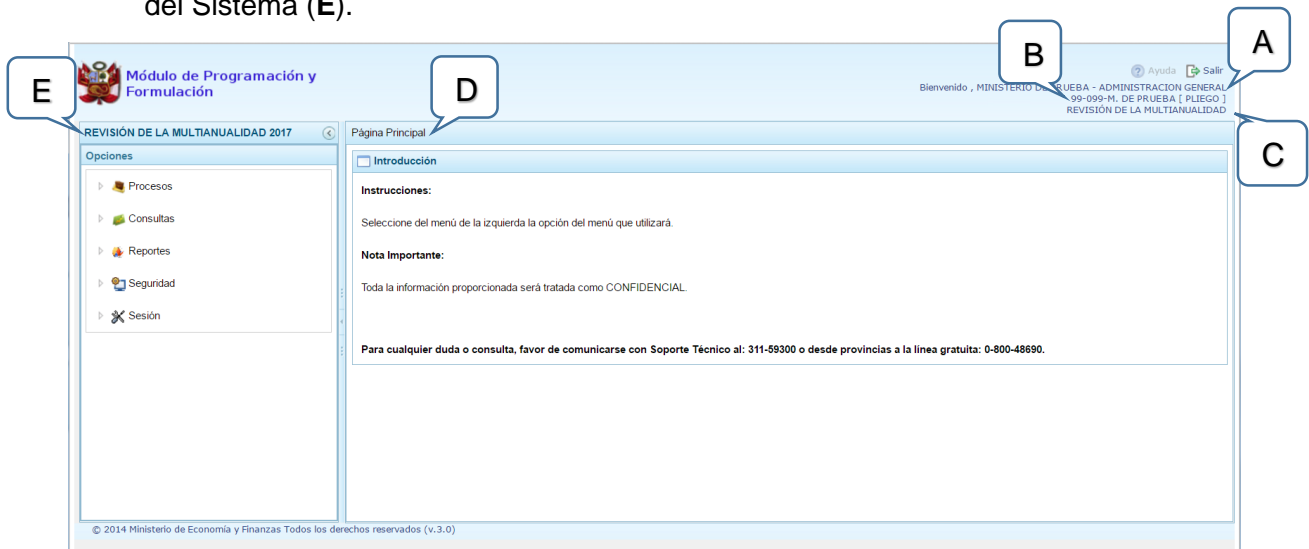 del Sistema (E).
B
A
E
D
C
Módulo de Programación y
Formulación
Ayuda Salir
Bienvenido , MINISTERIO DE PRUEBA - ADMINISTRACION GENERAL
99-099-M. DE PRUEBA [ PLIEGO ]
REVISIÓN DE LA MULTIANUALIDAD
REVISIÓN DE LA MULTIANUALIDAD 2017
Página Principal
Opciones
Procesos
Consultas
Reportes
Seguridad
Sesión
Introducción
Instrucciones:
Seleccione del menú de la izquierda la opción del menú que utilizará.
Nota Importante:
Toda la información proporcionada será tratada como CONFIDENCIAL.
Para cualquier duda o consulta, favor de comunicarse con Soporte Técnico al: 311-59300 o desde provincias a la línea gratuita: 0-800-48690.
© 2014 Ministerio de Economía y Finanzas Todos los derechos reservados (v.3.0)